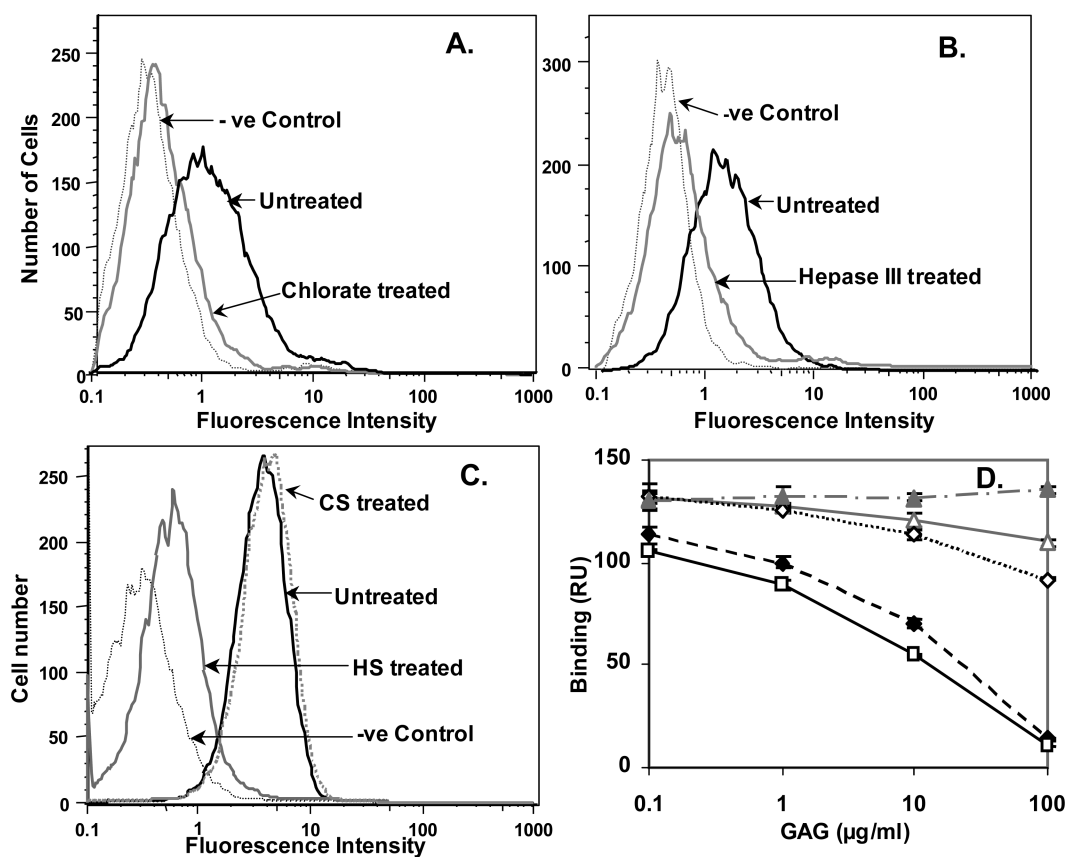 A.
250
200
150
100
50
0
Number of Cells
- ve Control
Untreated
Chlorate treated
0.1 1 10 100 1000
Fluorescence Intensity
B.
300
200
100
0
-ve Control
Untreated
Hepase III treated
0.1 1 10 100 1000
Fluorescence Intensity
C.
250
200
150
100
50
0
Cell number
CS treated
Untreated
HS treated
-ve Control
0.1 1 10 100 1000
Fluorescence Intensity
D.
150
100
50
0
Binding (RU)
0.1 1 10 100
GAG (µg/ml)